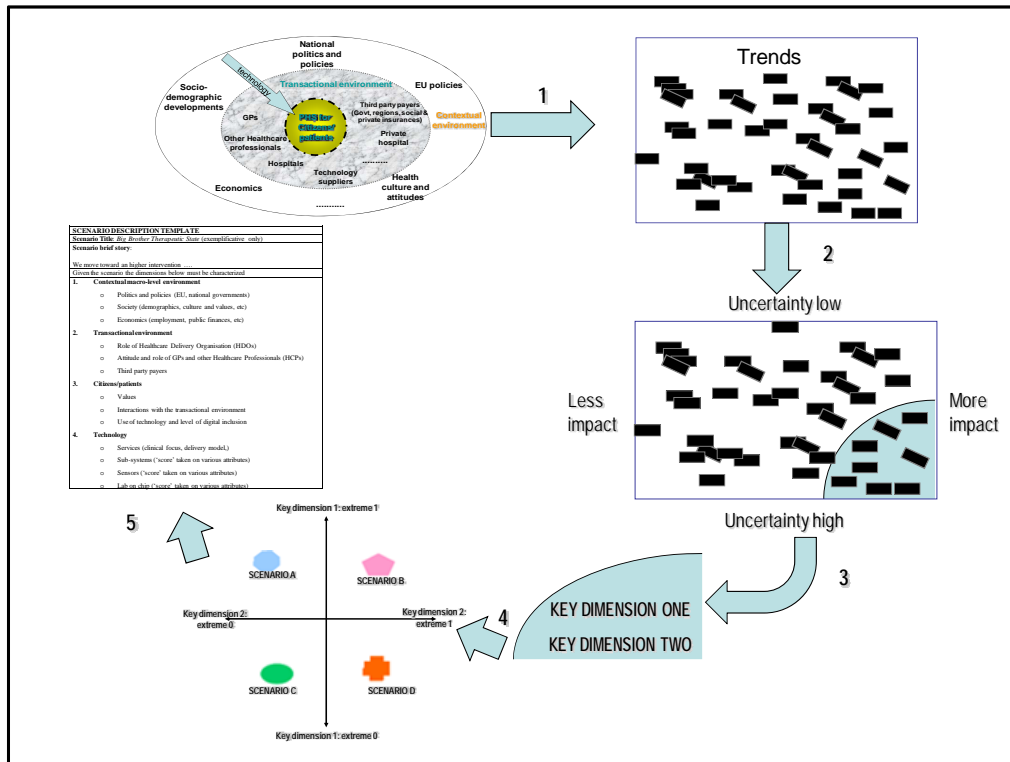 National
politics and
policies
Socio-
demographic
developments
technology
Transactional environment
EU policies
GPs
PHS for
Citizens/
patients
Third party payers
(Govt, regions, social &
private insurances)
Contextual
environment
Other Healthcare
professionals
Private
hospital
Hospitals
..........
Technology
suppliers
Economics
Health
culture and
attitudes
...........
1
Trends
2
Uncertainty low
Less
impact
More
impact
Uncertainty high
3
KEY DIMENSION ONE
KEY DIMENSION TWO
4
Key dimension 1: extreme 1
SCENARIO A
SCENARIO B
Key dimension 2:
extreme 0
Key dimension 2:
extreme 1
SCENARIO C
SCENARIO D
Key dimension 1: extreme 0
5
SCENARIO DESCRIPTION TEMPLATE
Scenario Title: Big Brother Therapeutic State (exemplificative only)
Scenario brief story:
We move toward an higher intervention ….
Given the scenario the dimensions below must be characterized
1. Contextual macro-level environment
o Politics and policies (EU, national governments)
o Society (demographics, culture and values, etc)
o Economics (employment, public finances, etc)
2. Transactional environment
o Role of Healthcare Delivery Organisation (HDOs)
o Attitude and role of GPs and other Healthcare Professionals (HCPs)
o Third party payers
3. Citizens/patients
o Values
o Interactions with the transactional environment
o Use of technology and level of digital inclusion
4. Technology
o Services (clinical focus, delivery model,)
o Sub-systems (‘score’ taken on various attributes)
o Sensors (‘score’ taken on various attributes)
o Lab on chip (‘score’ taken on various attributes)